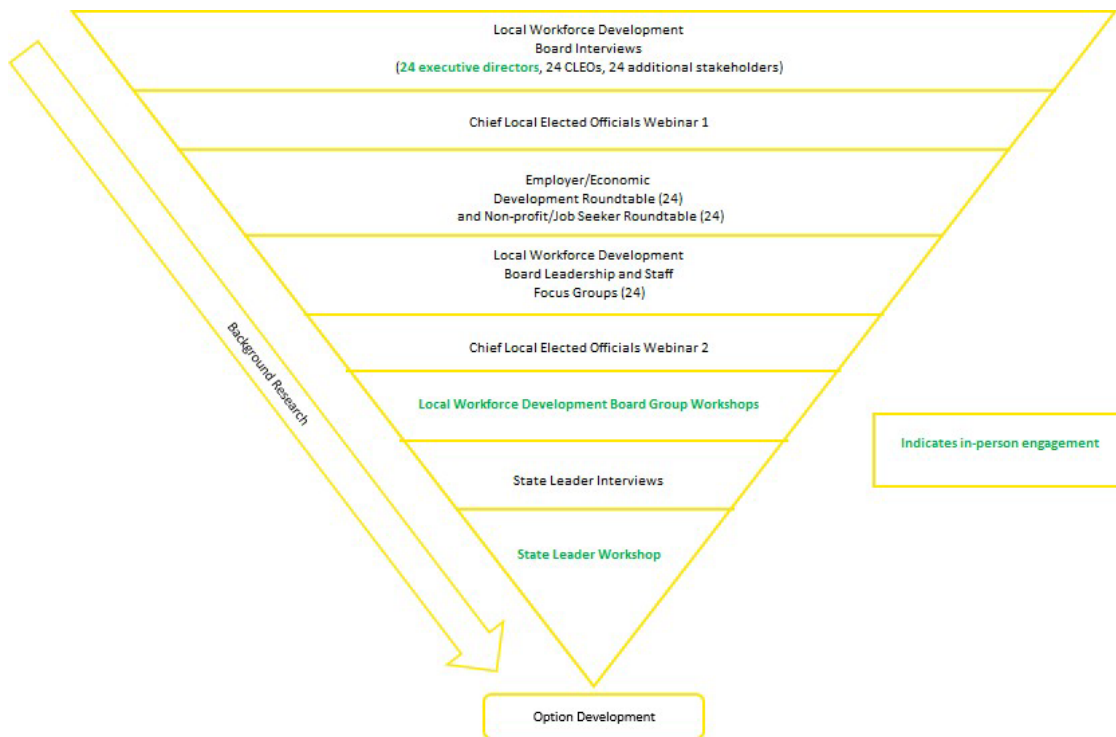 Local Workforce Development
Board Interviews
(24 executive directors, 24 CLEOs, 24 additional stakeholders)
Chief Local Elected Officials Webinar 1
Employer/Economic
Development Roundtable (24)
and Non-profit/Job Seeker Roundtable (24)
Local Workforce Development
Board Leadership and Staff
Focus Groups (24)
Chief Local Elected Officials Webinar 2
Background Research
Local Workforce Development Board Group Workshops
Indicates in-person engagement
State Leader Interviews
State Leader Workshop
Option Development